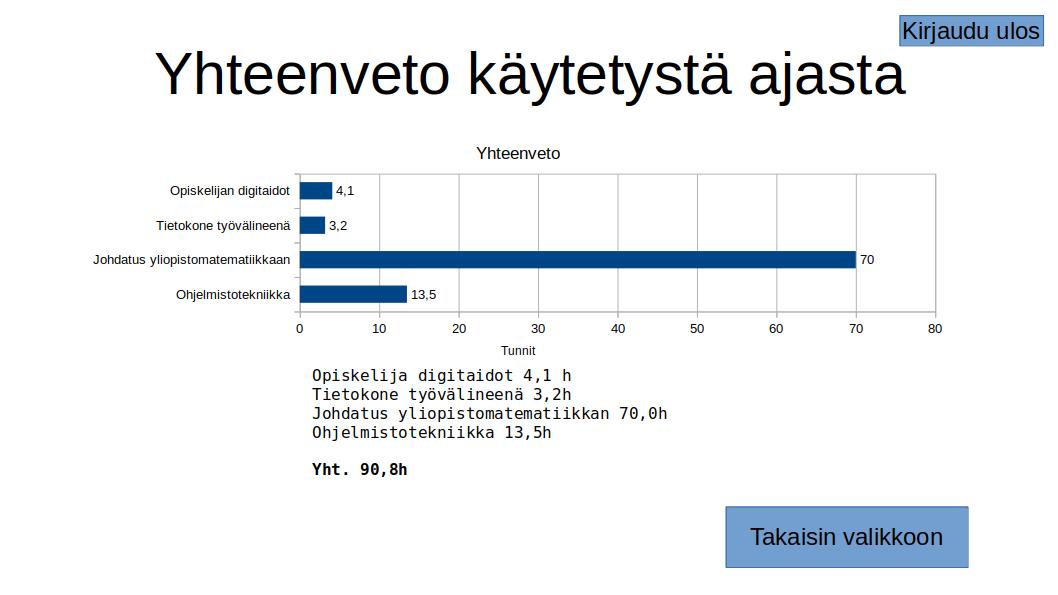 Kirjaudu ulos
Yhteenveto käytetystä ajasta
Yhteenveto
Opiskelijan digitaidot 4,1
Tietokone työvälineenä 3,2
Johdatus yliopistomatematiikkaan 70
Ohjelmistotekniikka 13,5
0 10 20 30 40 50 60 70 80
Tunnit
Opiskelija digitaidot 4,1 h
Tietokone työvälineenä 3,2h
Johdatus yliopistomatematiikkan 70,0h
Ohjelmistotekniikka 13,5h
Yht. 90,8h
Takaisin valikkoon